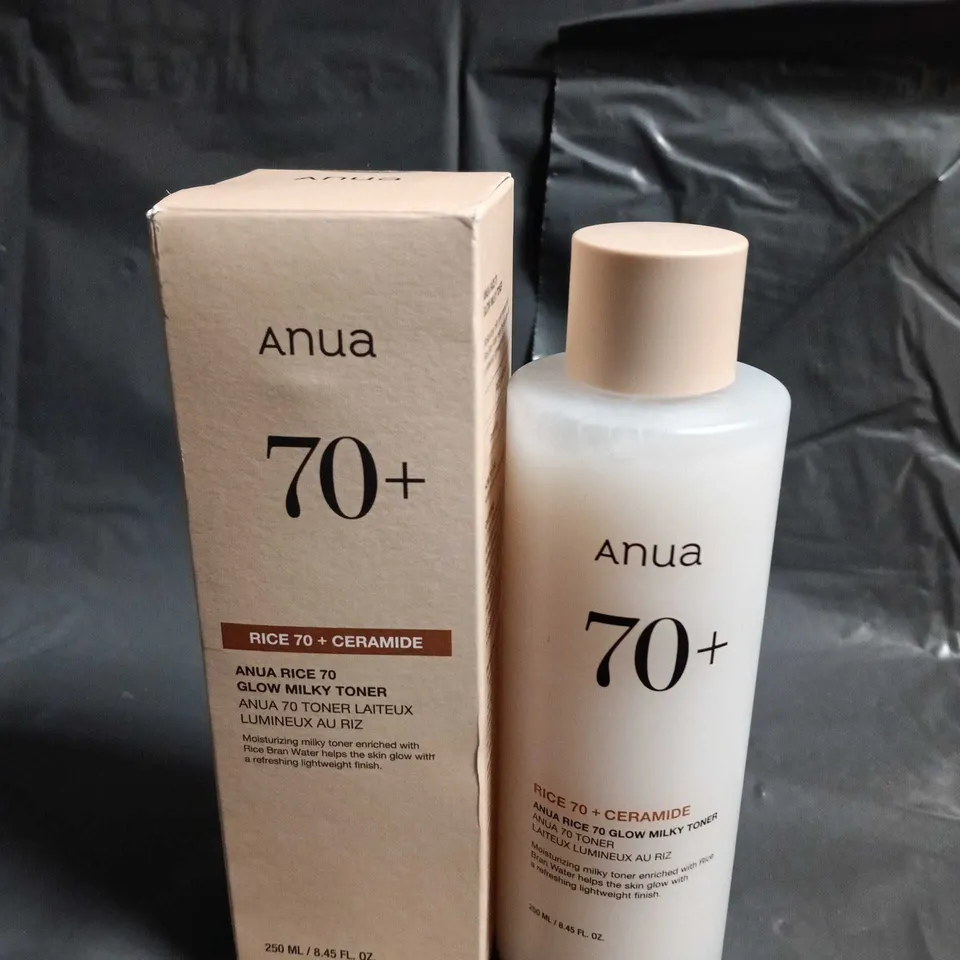 Anua
Anua
70+
RICE 70 + CERAMIDE
ANUA RICE 70
GLOW MILKY TONER
ANUA 70 TONER LAITEUX
LUMINEUX AU RIZ
Moisturizing milky toner enriched with
Rice Bran Water helps the skin glow with
a refreshing lightweight finish.
250 ML / 8.45 FL. OZ.
Anua
70+
RICE 70 + CERAMIDE
ANUA RICE 70 GLOW MILKY TONER
ANUA 70 TONER
LAITEUX LUMINEUX AU RIZ
Moisturizing milky toner enriched with Rice
Bran Water helps the skin glow with
a refreshing lightweight finish.
250 ML / 8.45 FL. OZ.